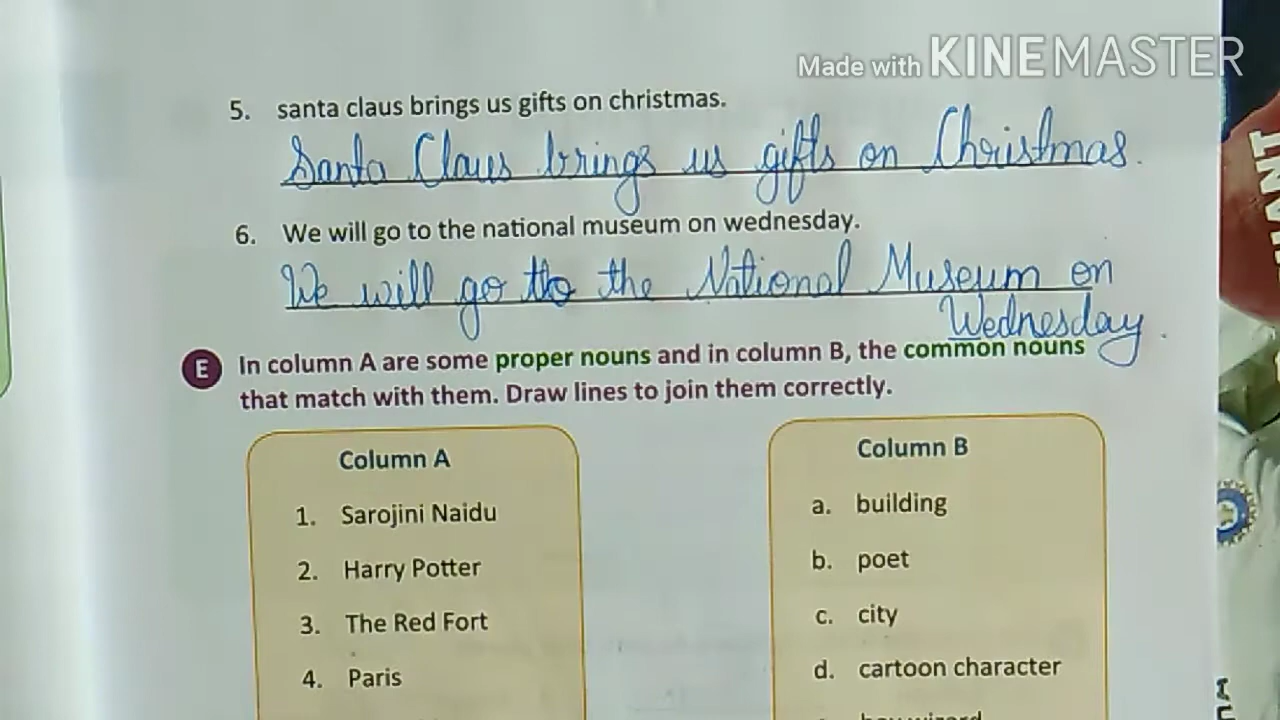 Made with KINEMASTER
5. santa claus brings us gifts on christmas.
Santa Claus brings us gifts on Christmas.
6. We will go to the national museum on wednesday.
We will go to the National Museum on
Wednesday.
E In column A are some proper nouns and in column B, the common nouns
that match with them. Draw lines to join them correctly.
Column A
1. Sarojini Naidu
2. Harry Potter
3. The Red Fort
4. Paris
Column B
a. building
b. poet
c. city
d. cartoon character